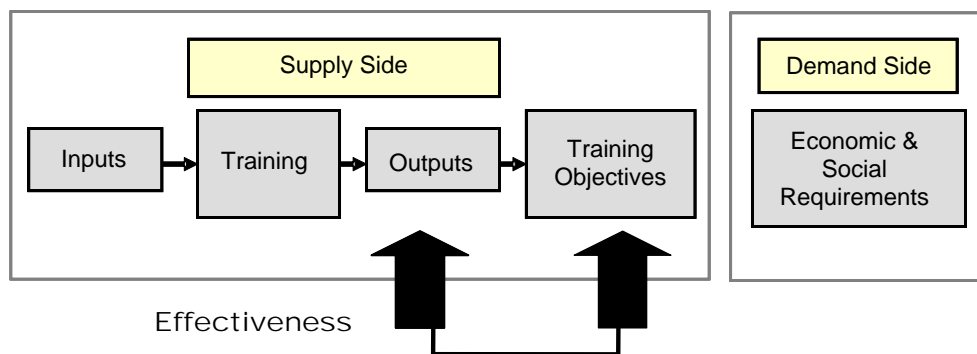 Supply Side
Demand Side
Inputs
Training
Outputs
Training
Objectives
Economic &
Social
Requirements
Effectiveness